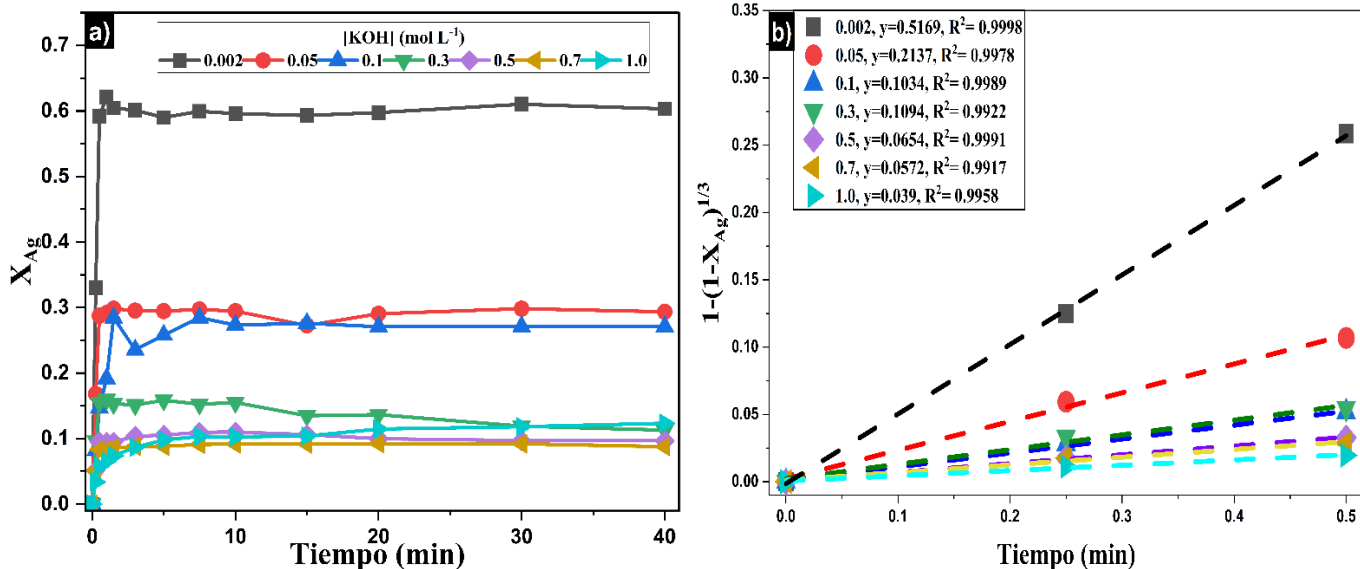 a)
|KOH| (mol L⁻¹)
0.002 0.05 0.1 0.3 0.5 0.7 1.0
0.7
0.6
0.5
0.4
0.3
0.2
0.1
0.0
X_Ag
0 10 20 30 40
Tiempo (min)
b)
0.002, y=0.5169, R²= 0.9998
0.05, y=0.2137, R²= 0.9978
0.1, y=0.1034, R²= 0.9989
0.3, y=0.1094, R²= 0.9922
0.5, y=0.0654, R²= 0.9991
0.7, y=0.0572, R²= 0.9917
1.0, y=0.039, R²= 0.9958
0.35
0.30
0.25
0.20
0.15
0.10
0.05
0.00
1-(1-X_Ag)^1/3
0.0 0.1 0.2 0.3 0.4 0.5
Tiempo (min)